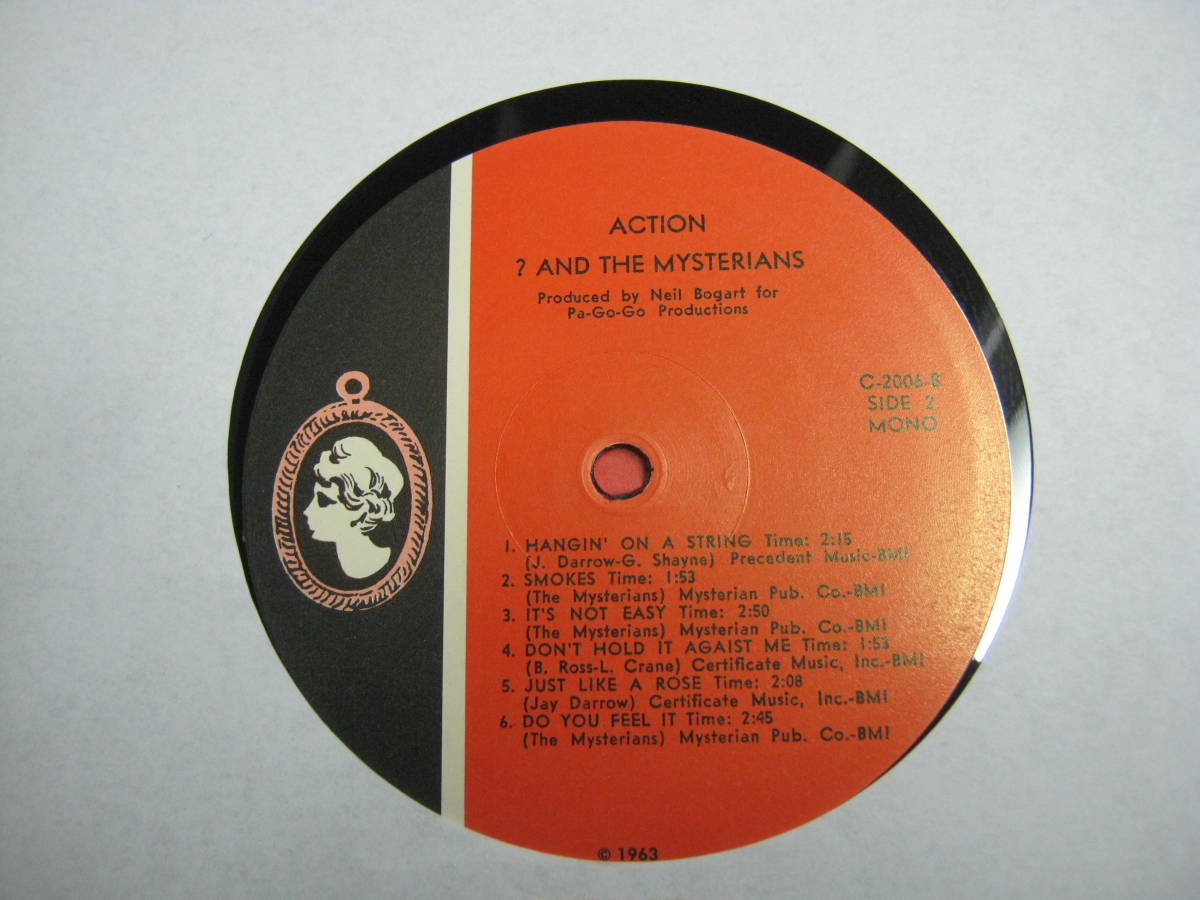 ACTION
? AND THE MYSTERIANS
Produced by Neil Bogart for
Pa-Go-Go Productions
C-2006-B
SIDE 2
MONO
1. HANGIN' ON A STRING Time: 2:15
(J. Darrow-G. Shayne) Precedent Music-BMI
2. SMOKES Time: 1:53
(The Mysterians) Mysterian Pub. Co.-BMI
3. IT'S NOT EASY Time: 2:50
(The Mysterians) Mysterian Pub. Co.-BMI
4. DON'T HOLD IT AGAIST ME Time: 1:53
(B. Ross-L. Crane) Certificate Music, Inc.-BMI
5. JUST LIKE A ROSE Time: 2:08
(Jay Darrow) Certificate Music, Inc.-BMI
6. DO YOU FEEL IT Time: 2:45
(The Mysterians) Mysterian Pub. Co.-BMI
© 1963